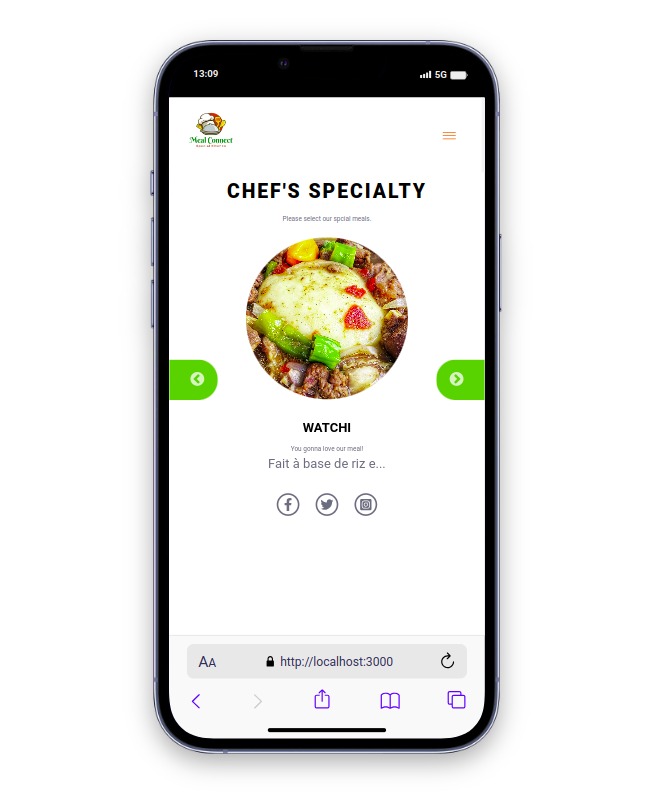 13:09
5G
Meal Connect
CHEF'S SPECIALTY
Please select our spcial meals.
WATCHI
You gonna love our meal!
Fait à base de riz e...
AA
http://localhost:3000